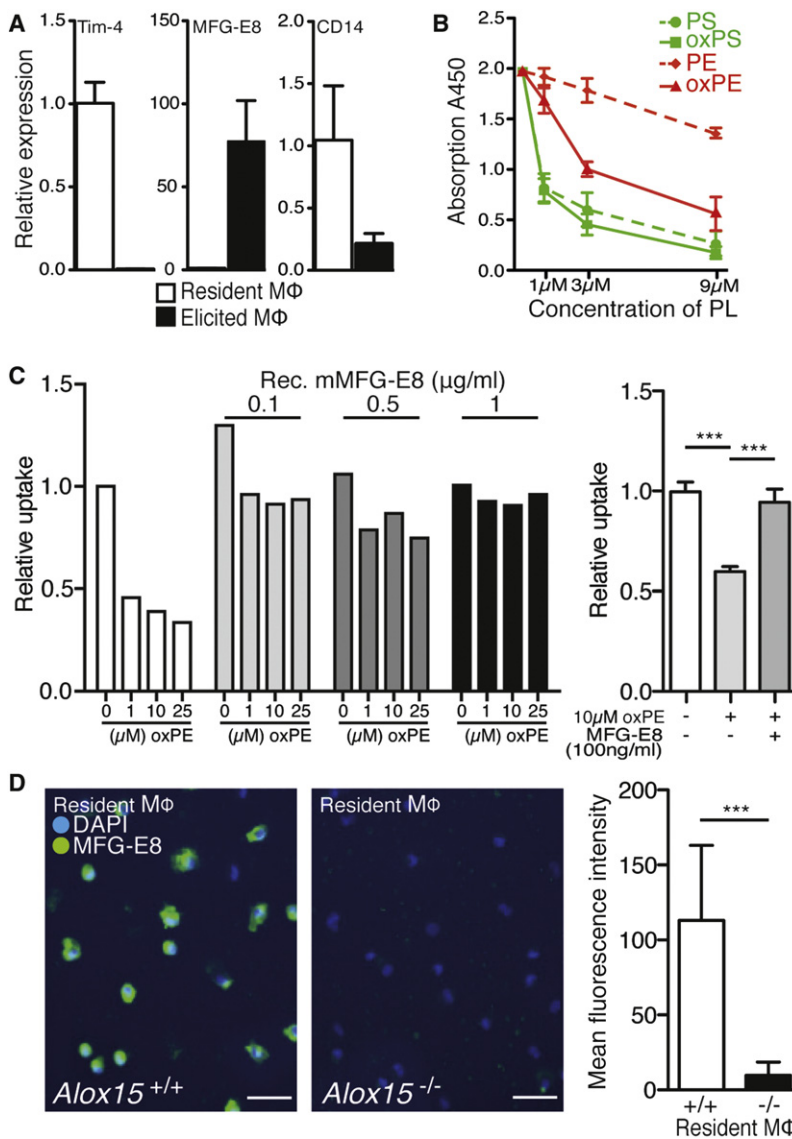 A
Tim-4
MFG-E8
CD14
Relative expression
1.5
1.0
0.5
0.0
100
75
50
25
0
2.0
1.5
1.0
0.5
0.0
Resident MΦ
Elicited MΦ
B
PS
oxPS
PE
oxPE
Absorption A450
2.5
2.0
1.5
1.0
0.5
0.0
1µM 3µM 9µM
Concentration of PL
C
Rec. mMFG-E8 (µg/ml)
0.1 0.5 1
Relative uptake
1.5
1.0
0.5
0.0
0 1 10 25 0 1 10 25 0 1 10 25 0 1 10 25
(µM) oxPE (µM) oxPE (µM) oxPE (µM) oxPE
Relative uptake
1.5
1.0
0.5
0.0
*** ***
10µM oxPE - + +
MFG-E8 - - +
(100ng/ml)
D
Resident MΦ
DAPI
MFG-E8
Alox15 +/+
Resident MΦ
Alox15 -/-
Mean fluorescence intensity
200
150
100
50
0
***
+/+ -/-
Resident MΦ